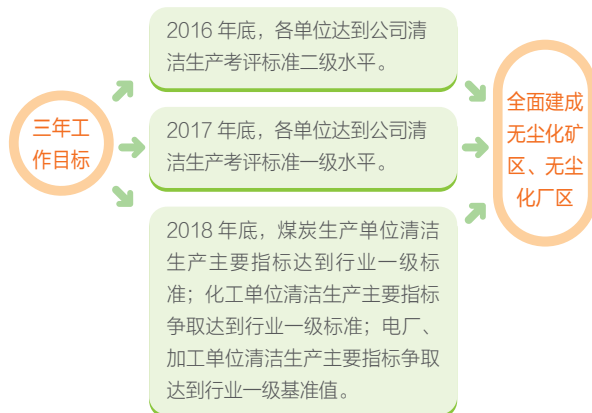 三年工
作目标
2016 年底，各单位达到公司清
洁生产考评标准二级水平。
2017 年底，各单位达到公司清
洁生产考评标准一级水平。
2018 年底，煤炭生产单位清洁
生产主要指标达到行业一级标
准；化工单位清洁生产主要指标
争取达到行业一级标准；电厂、
加工单位清洁生产主要指标争取
达到行业一级基准值。
全面建成
无尘化矿
区、无尘
化厂区